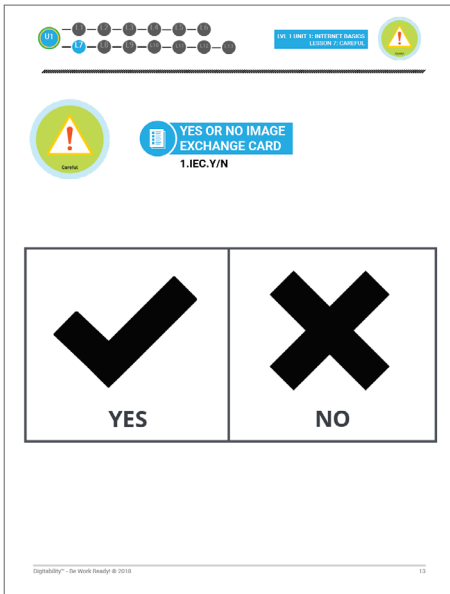 U1
L1 L2 L3 L4 L5 L6
L7 L8 L9 L10 L11 L12 L13
LVL 1 UNIT 1: INTERNET BASICS
LESSON 7: CAREFUL
Careful
Careful
YES OR NO IMAGE
EXCHANGE CARD
1.IEC.Y/N
YES
NO
Digitability™ - Be Work Ready! © 2018
13